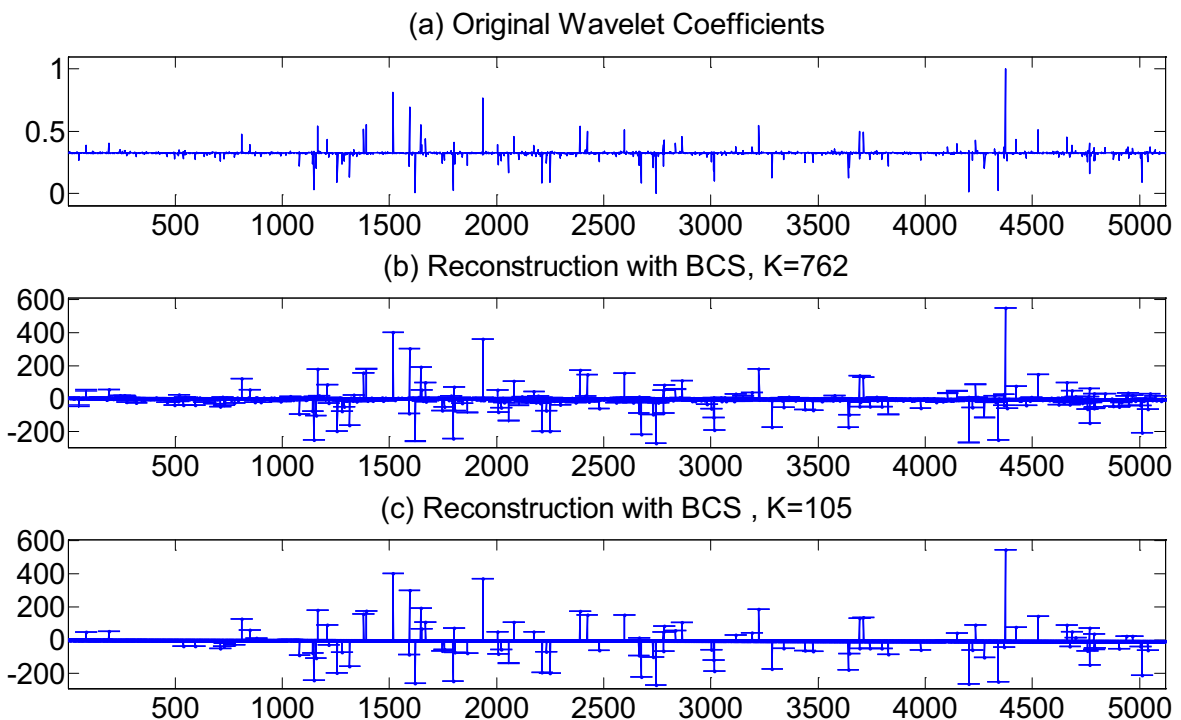 (a) Original Wavelet Coefficients
1
0.5
0
500 1000 1500 2000 2500 3000 3500 4000 4500 5000
(b) Reconstruction with BCS, K=762
600
400
200
0
-200
500 1000 1500 2000 2500 3000 3500 4000 4500 5000
(c) Reconstruction with BCS , K=105
600
400
200
0
-200
500 1000 1500 2000 2500 3000 3500 4000 4500 5000